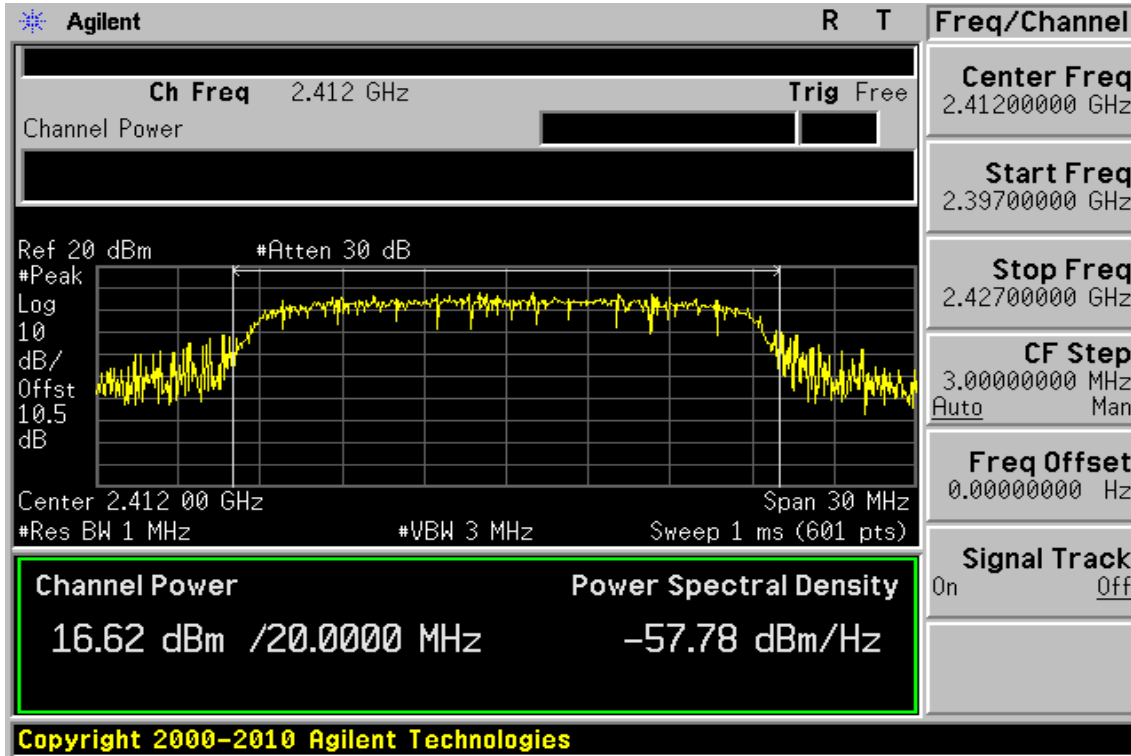 Agilent R T
Ch Freq 2.412 GHz Trig Free
Channel Power
Ref 20 dBm #Atten 30 dB
#Peak
Log
10
dB/
Offst
10.5
dB
Center 2.412 00 GHz Span 30 MHz
#Res BW 1 MHz #VBW 3 MHz Sweep 1 ms (601 pts)
Channel Power Power Spectral Density
16.62 dBm /20.0000 MHz -57.78 dBm/Hz
Copyright 2000-2010 Agilent Technologies
Freq/Channel
Center Freq
2.41200000 GHz
Start Freq
2.39700000 GHz
Stop Freq
2.42700000 GHz
CF Step
3.00000000 MHz
Auto Man
Freq Offset
0.00000000 Hz
Signal Track
On Off